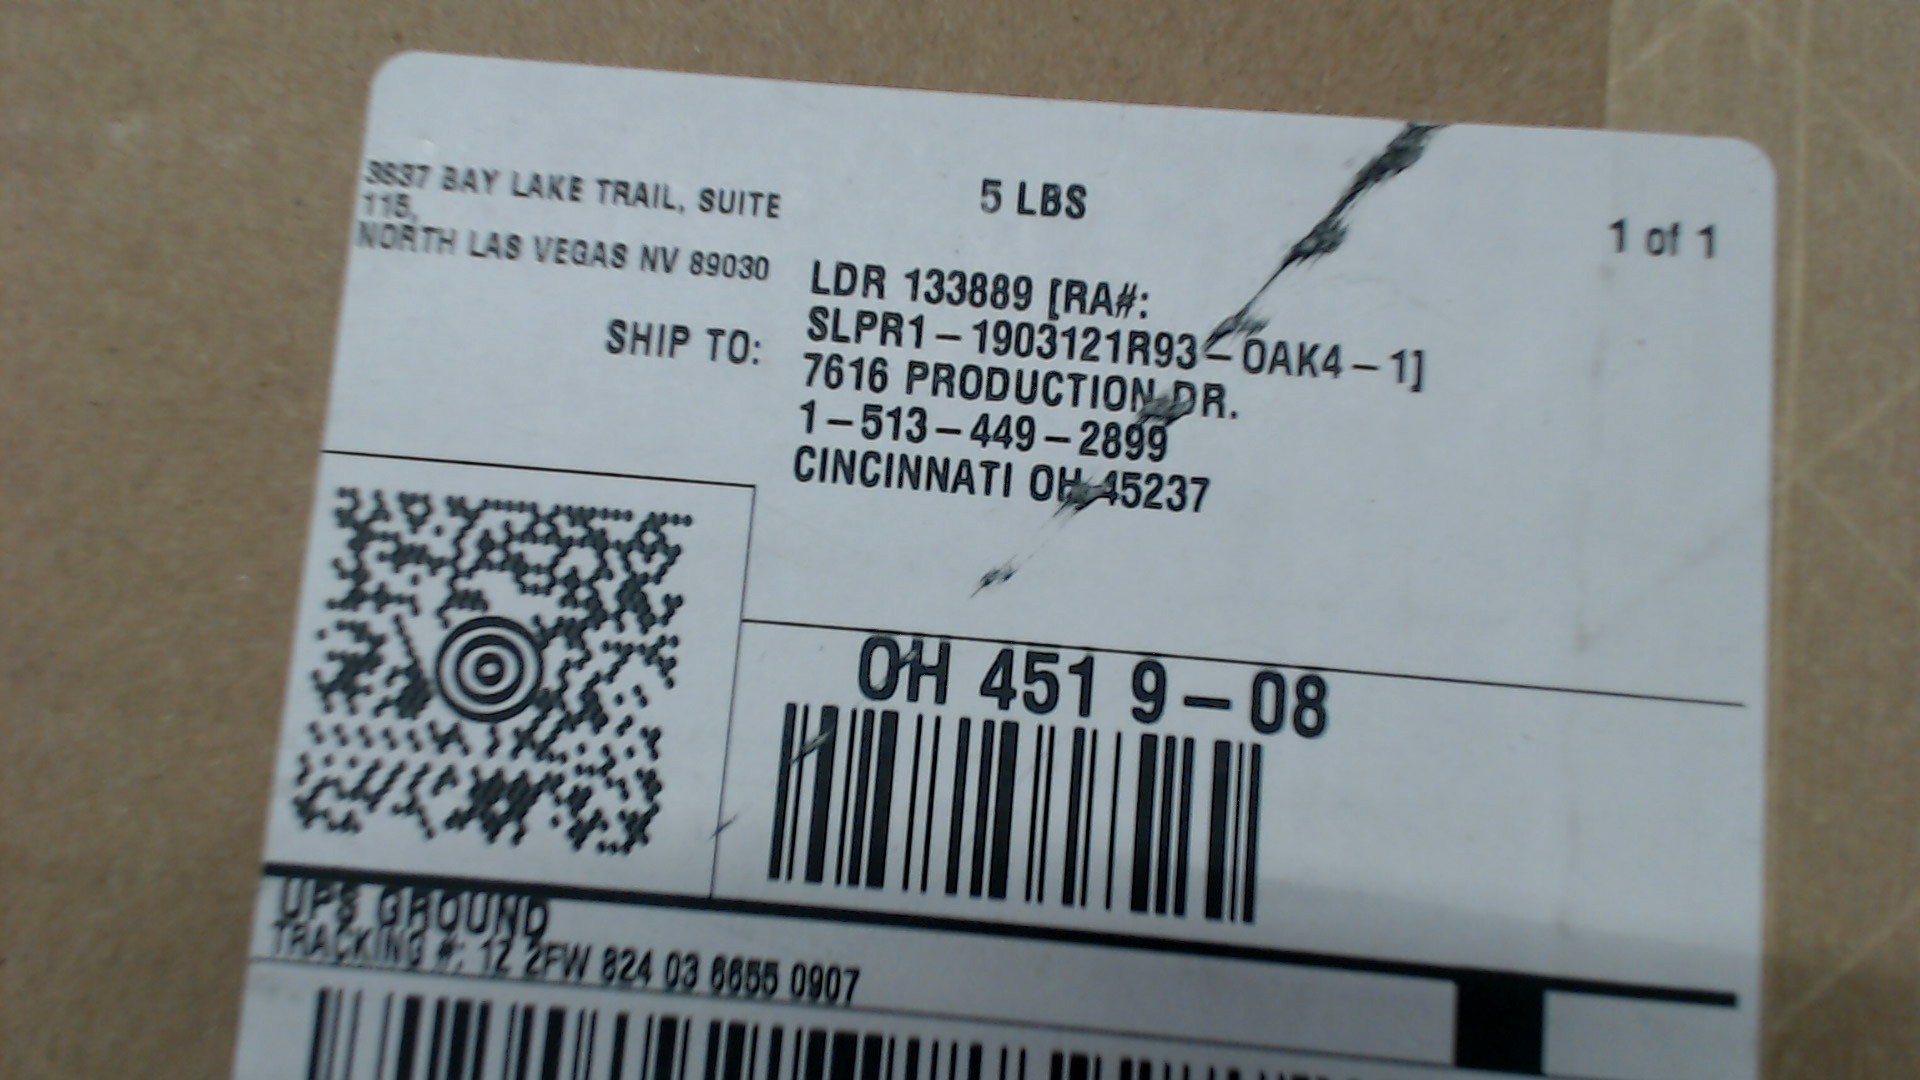 3837 BAY LAKE TRAIL, SUITE
115,
NORTH LAS VEGAS NV 89030
5 LBS
1 of 1
SHIP TO:
LDR 133889 [RA#:
SLPR1-1903121R93-OAK4-1]
7616 PRODUCTION DR.
1-513-449-2899
CINCINNATI OH 45237
OH 451 9-08
UPS GROUND
TRACKING #: 1Z 2FW 824 03 6655 0907